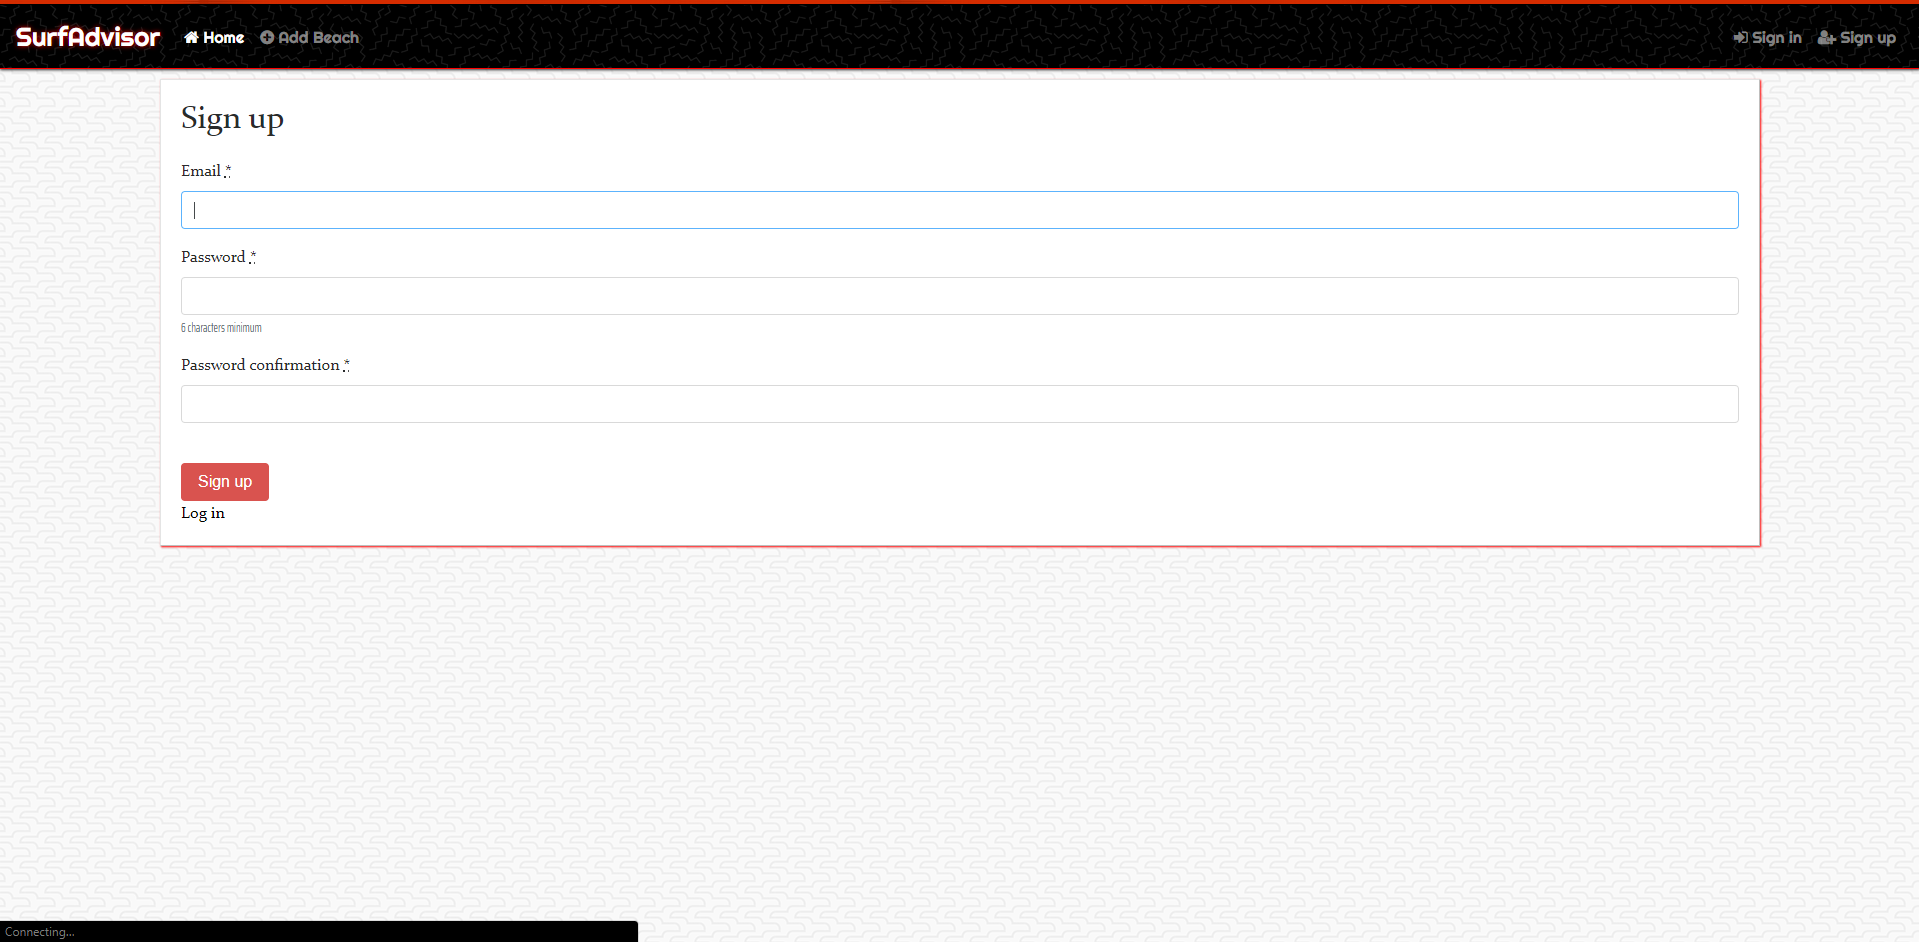 SurfAdvisor Home Add Beach Sign in Sign up
Sign up
Email *
Password *
6 characters minimum
Password confirmation *
Sign up
Log in
Connecting...